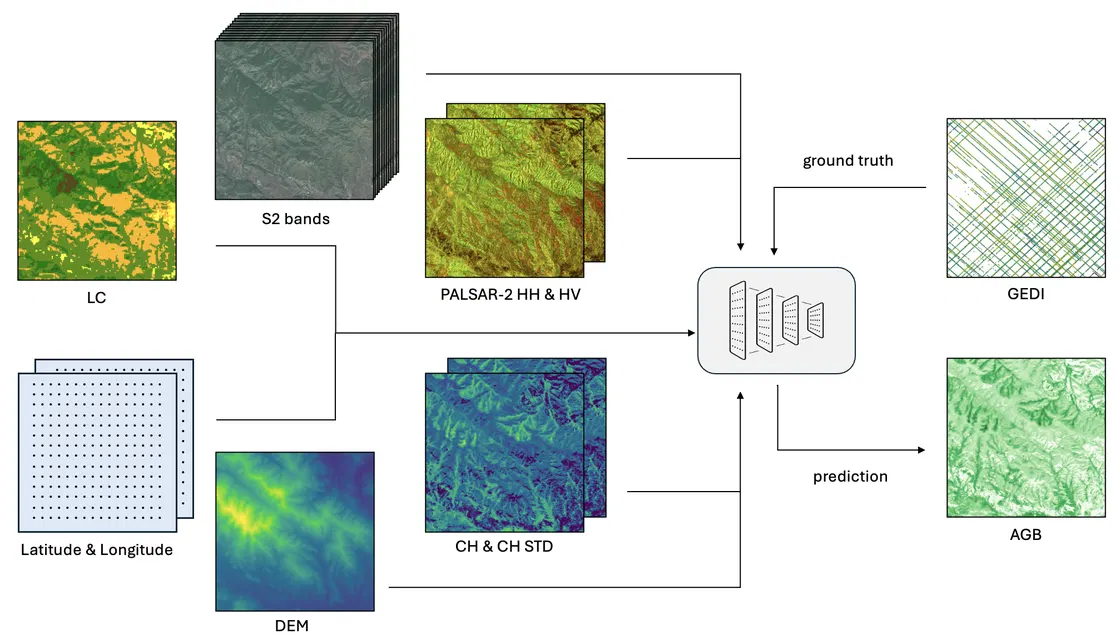 S2 bands
LC
PALSAR-2 HH & HV
ground truth
GEDI
Latitude & Longitude
CH & CH STD
prediction
AGB
DEM